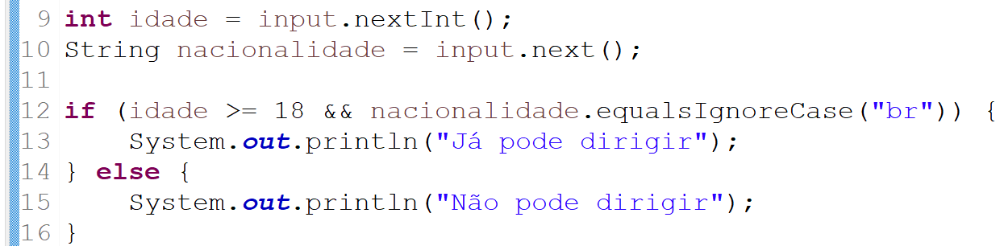 9 int idade = input.nextInt();
10 String nacionalidade = input.next();
11
12 if (idade >= 18 && nacionalidade.equalsIgnoreCase("br")) {
13     System.out.println("Já pode dirigir");
14 } else {
15     System.out.println("Não pode dirigir");
16 }